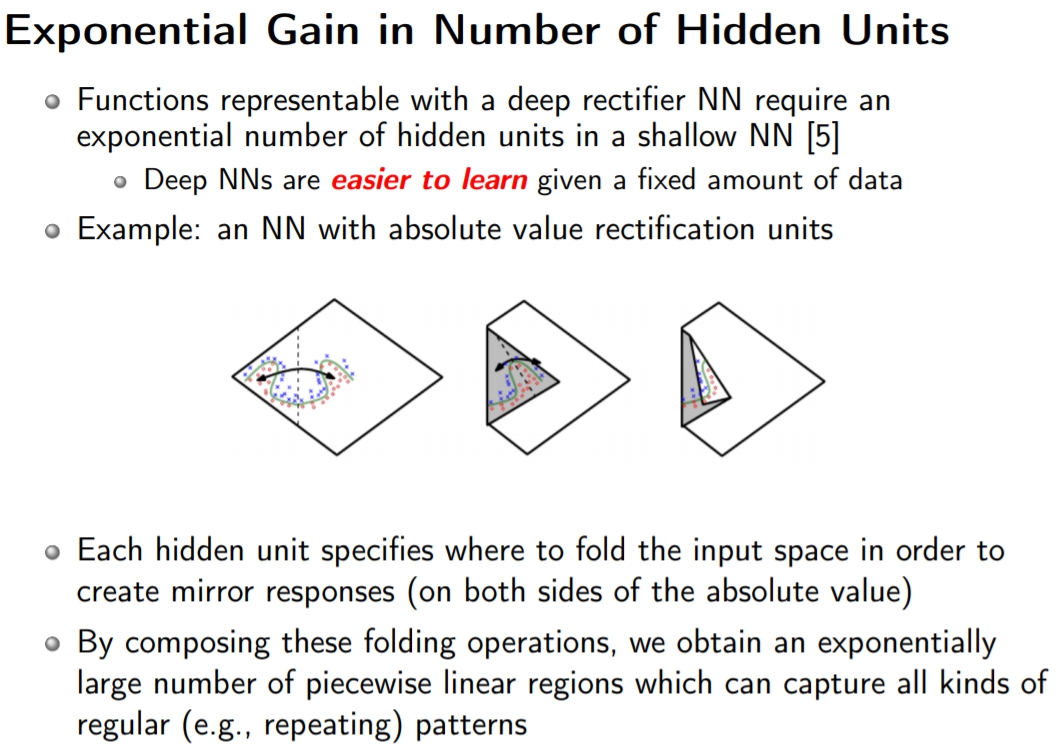 Exponential Gain in Number of Hidden Units
Functions representable with a deep rectifier NN require an
exponential number of hidden units in a shallow NN [5]
Deep NNs are easier to learn given a fixed amount of data
Example: an NN with absolute value rectification units
Each hidden unit specifies where to fold the input space in order to
create mirror responses (on both sides of the absolute value)
By composing these folding operations, we obtain an exponentially
large number of piecewise linear regions which can capture all kinds of
regular (e.g., repeating) patterns